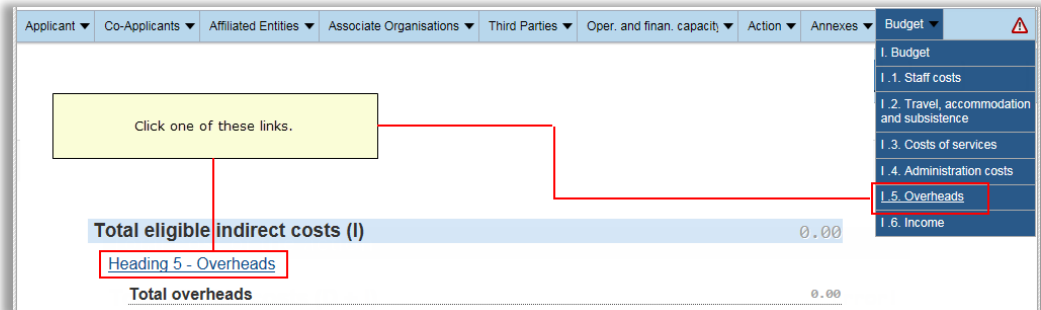 Applicant Co-Applicants Affiliated Entities Associate Organisations Third Parties Oper. and finan. capacity Action Annexes Budget
I. Budget
I .1. Staff costs
I .2. Travel, accommodation
and subsistence
I .3. Costs of services
I .4. Administration costs
I .5. Overheads
I .6. Income
Click one of these links.
Total eligible indirect costs (I) 0.00
Heading 5 - Overheads
Total overheads 0.00